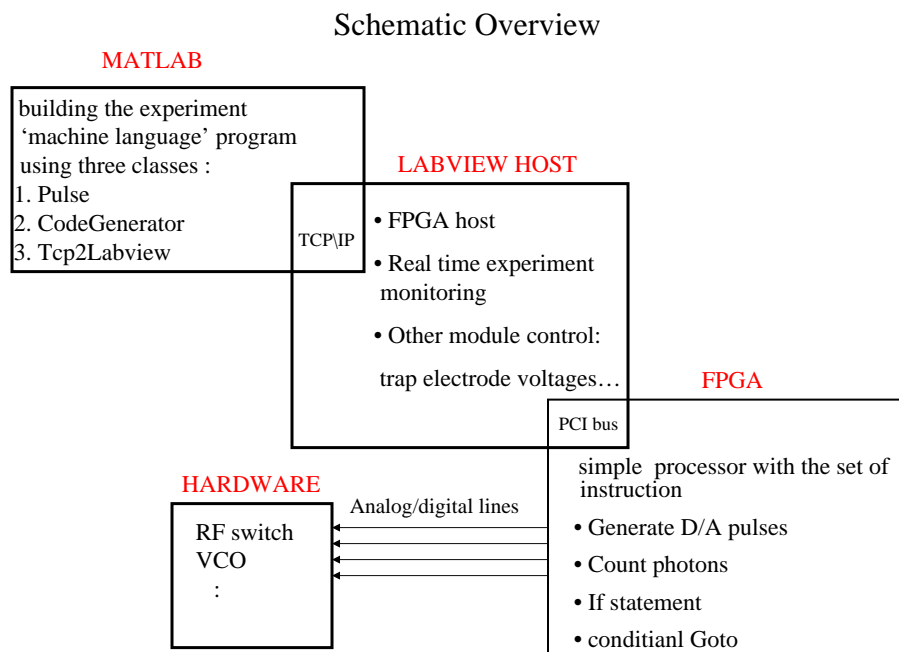 Schematic Overview
MATLAB
building the experiment
‘machine language’ program
using three classes :
1. Pulse
2. CodeGenerator
3. Tcp2Labview
LABVIEW HOST
TCP\IP
• FPGA host
• Real time experiment
monitoring
• Other module control:
trap electrode voltages…
FPGA
PCI bus
simple processor with the set of
instruction
• Generate D/A pulses
• Count photons
• If statement
• conditianl Goto
HARDWARE
Analog/digital lines
RF switch
VCO
: